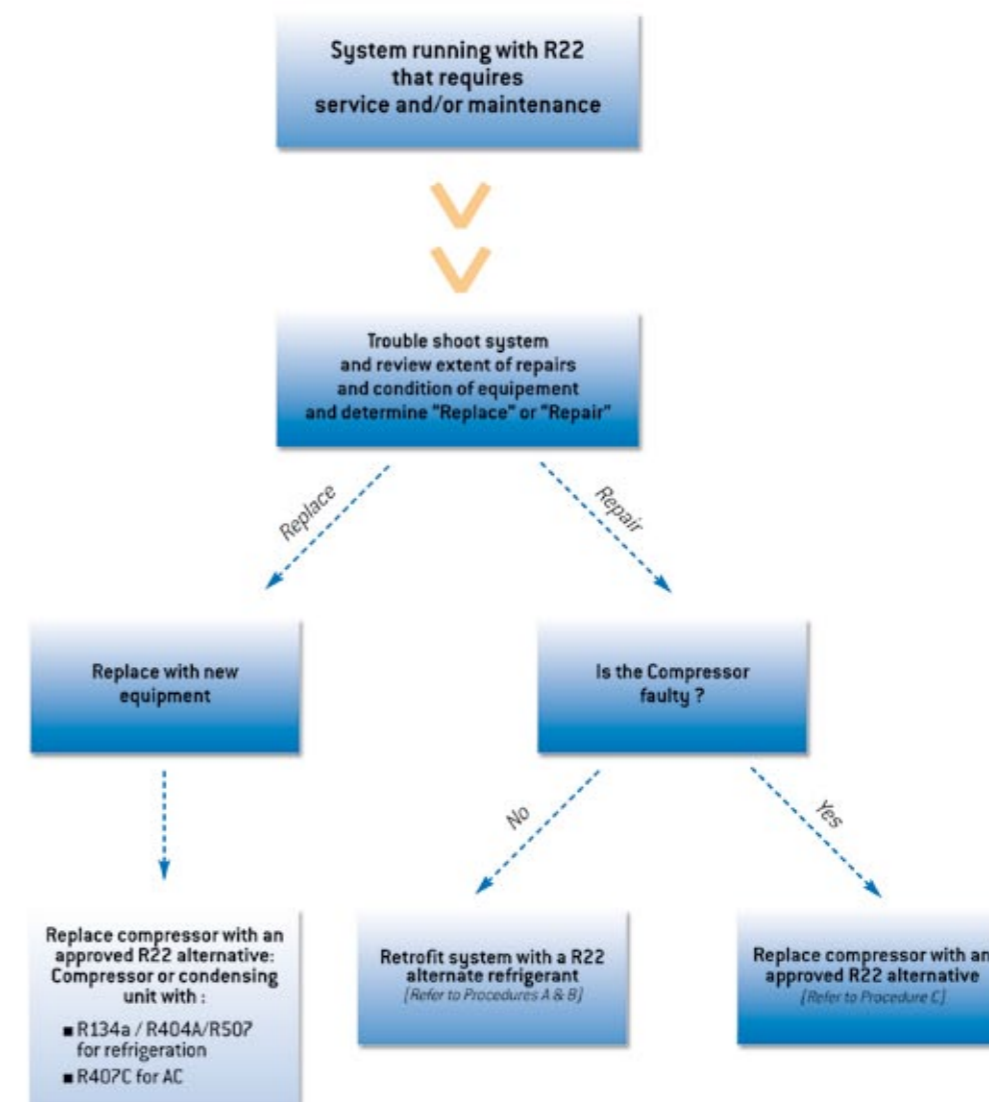 System running with R22
that requires
service and/or maintenance
Trouble shoot system
and review extent of repairs
and condition of equipement
and determine "Replace" or "Repair"
Replace
Repair
Replace with new
equipment
Is the Compressor
faulty ?
No
Yes
Replace compressor with an
approved R22 alternative:
Compressor or condensing
unit with :
■ R134a / R404A/R507
for refrigeration
■ R407C for AC
Retrofit system with a R22
alternate refrigerant
[Refer to Procedures A & B]
Replace compressor with an
approved R22 alternative
[Refer to Procedure C]